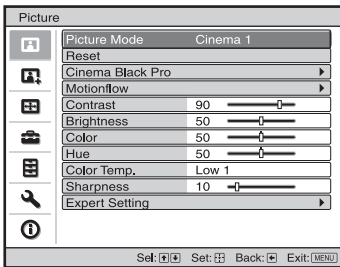 Picture
Picture Mode Cinema 1
Reset
Cinema Black Pro
Motionflow
Contrast 90
Brightness 50
Color 50
Hue 50
Color Temp. Low 1
Sharpness 10
Expert Setting
Sel: Set: Back: Exit: MENU